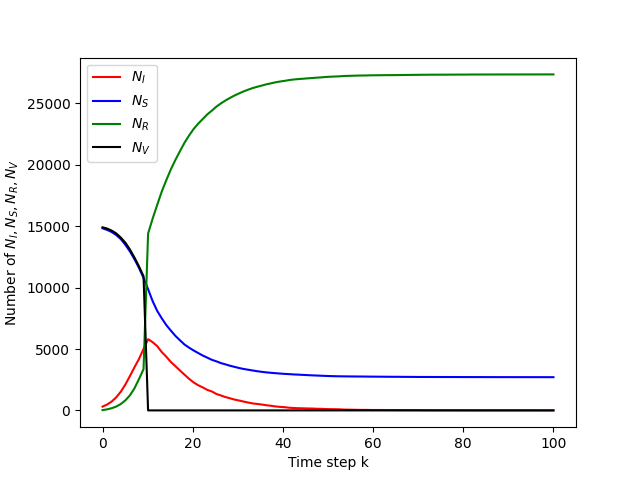 N_I
N_S
N_R
N_V
Number of N_I, N_S, N_R, N_V
25000
20000
15000
10000
5000
0
0 20 40 60 80 100
Time step k